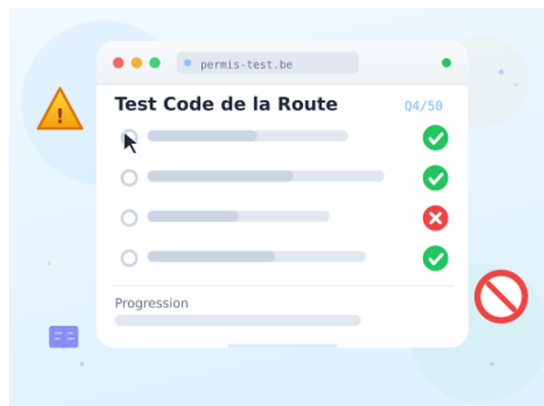 permis-test.be
Test Code de la Route
Q4/50
!
Progression